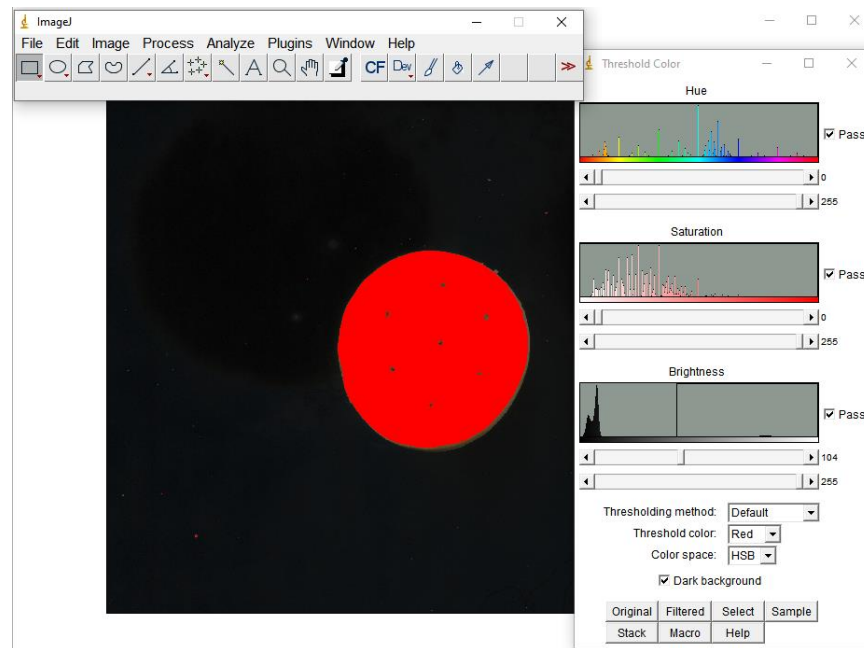 ImageJ
File Edit Image Process Analyze Plugins Window Help
A CF Dev >>
Threshold Color
Hue
Pass
0
255
Saturation
Pass
0
255
Brightness
Pass
104
255
Thresholding method: Default
Threshold color: Red
Color space: HSB
Dark background
Original Filtered Select Sample
Stack Macro Help